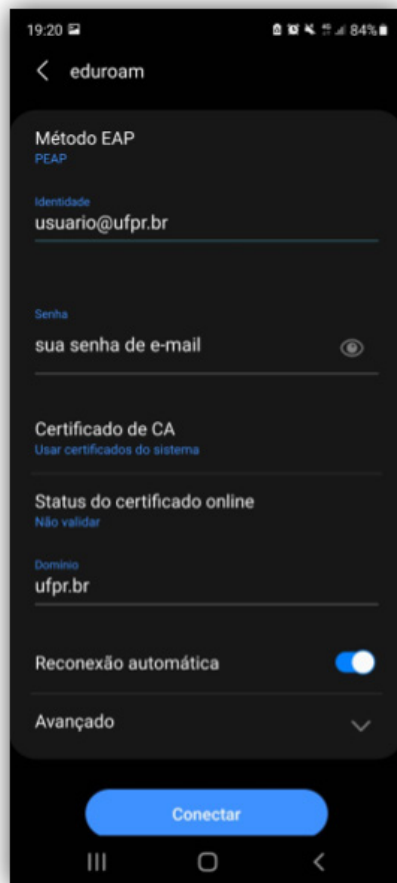 19:20
84%
eduroam
Método EAP
PEAP
Identidade
usuario@ufpr.br
Senha
sua senha de e-mail
Certificado de CA
Usar certificados do sistema
Status do certificado online
Não validar
Domínio
ufpr.br
Reconexão automática
Avançado
Conectar